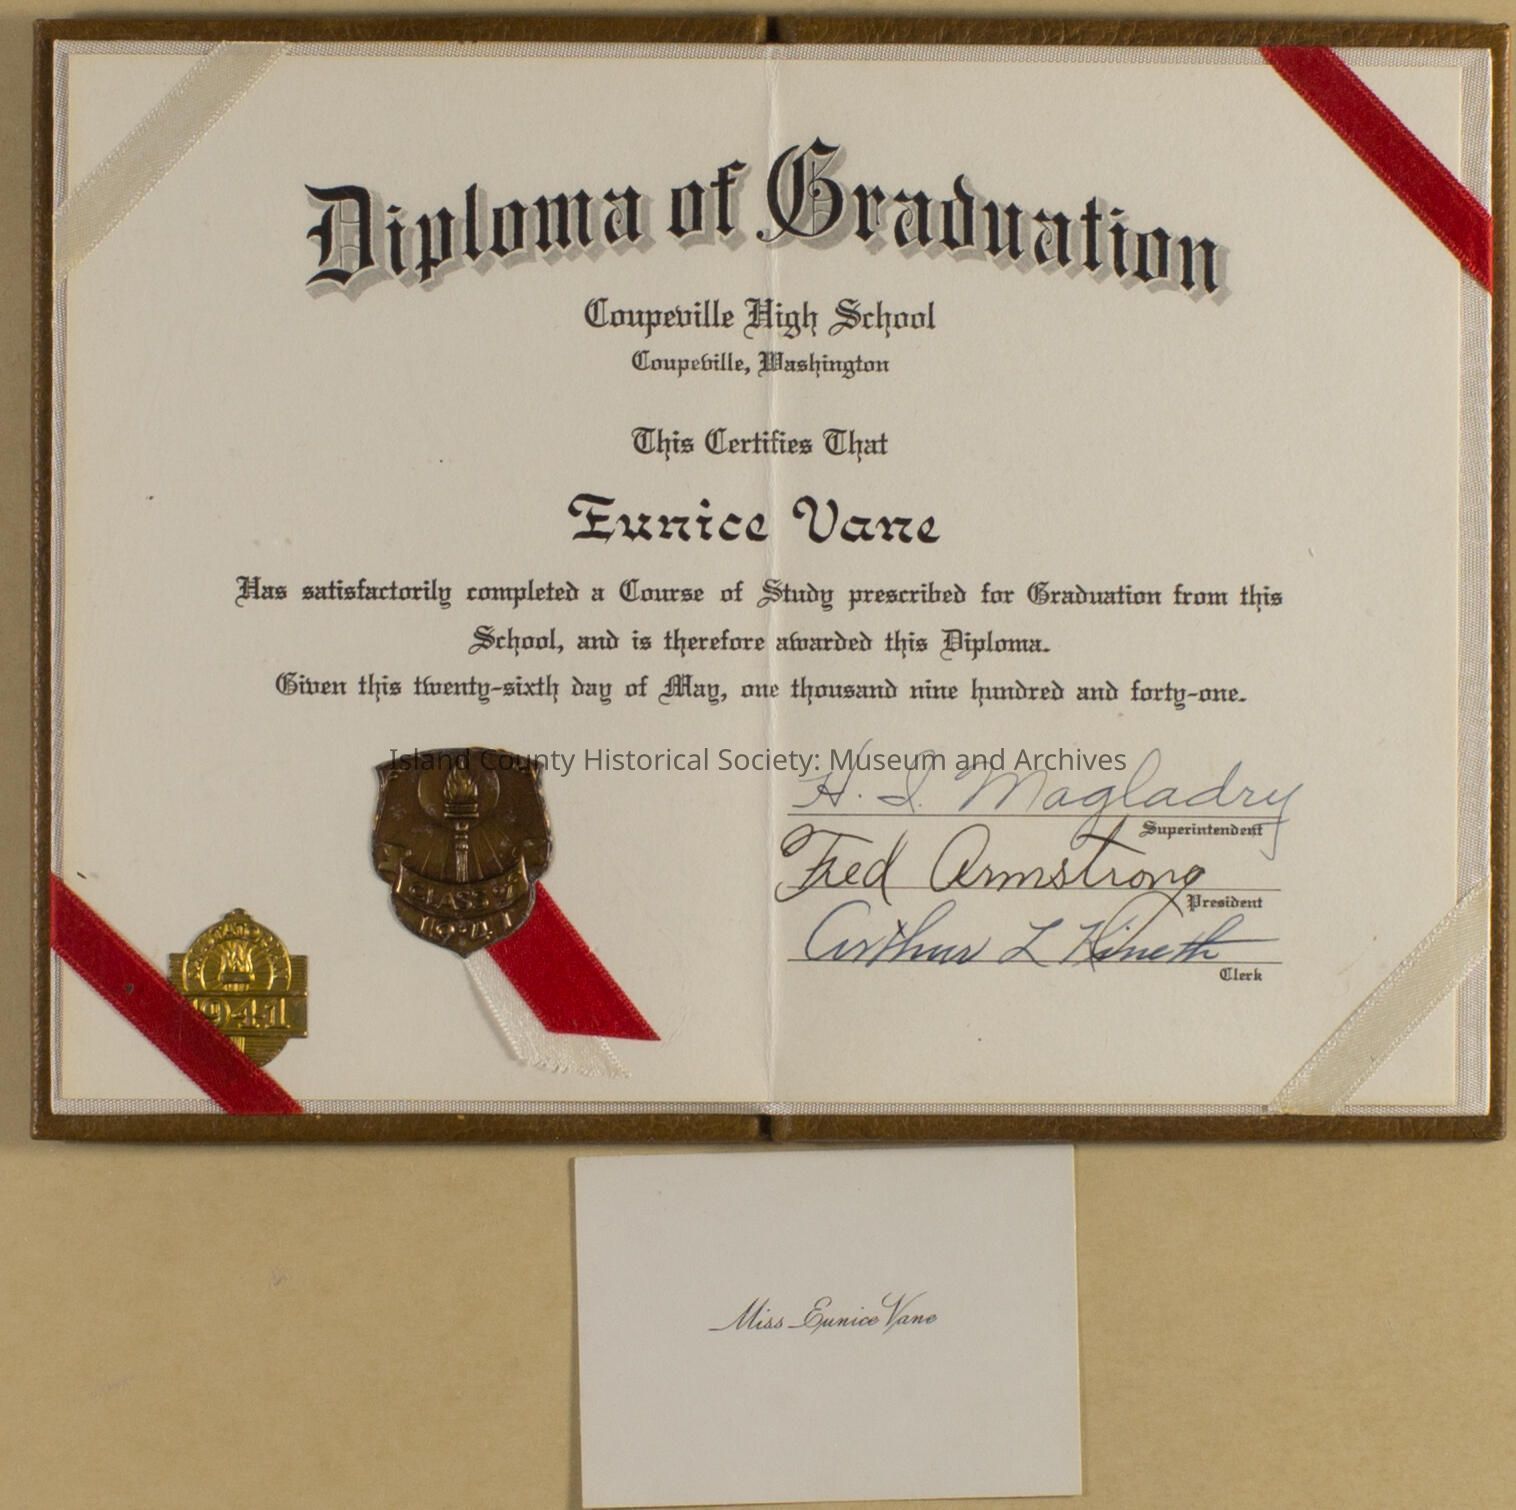 Diploma of Graduation
Coupeville High School
Coupeville, Washington
This Certifies That
Eunice Vane
Has satisfactorily completed a Course of Study prescribed for Graduation from this
School, and is therefore awarded this Diploma.
Given this twenty-sixth day of May, one thousand nine hundred and forty-one.
Island County Historical Society: Museum and Archives
H. I. Magladry
Superintendent
Fred Armstrong
President
Arthur L Kineth
Clerk
CLASS OF
1941
1941
Miss Eunice Vane